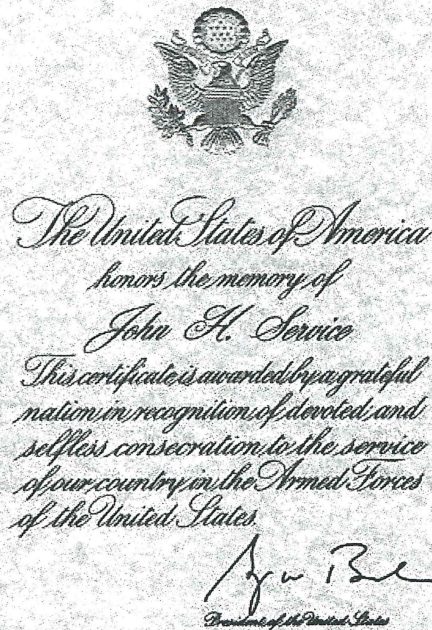 The United States of America
honors the memory of
John H. Service
This certificate is awarded by a grateful
nation in recognition of devoted and
selfless consecration to the service
of our country in the Armed Forces
of the United States.
President of the United States